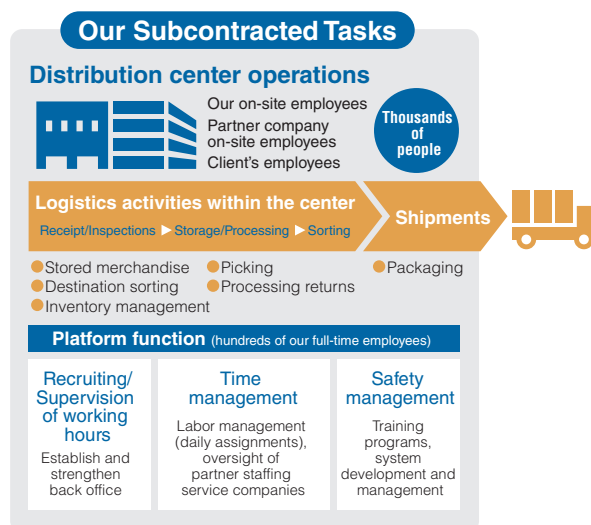 Our Subcontracted Tasks
Distribution center operations
Our on-site employees
Partner company
on-site employees
Client's employees
Thousands
of
people
Logistics activities within the center
Receipt/Inspections ▶ Storage/Processing ▶ Sorting
Shipments
●Stored merchandise
●Destination sorting
●Inventory management
●Picking
●Processing returns
●Packaging
Platform function (hundreds of our full-time employees)
Recruiting/
Supervision
of working
hours
Establish and
strengthen
back office
Time
management
Labor management
(daily assignments),
oversight of
partner staffing
service companies
Safety
management
Training
programs,
system
development and
management